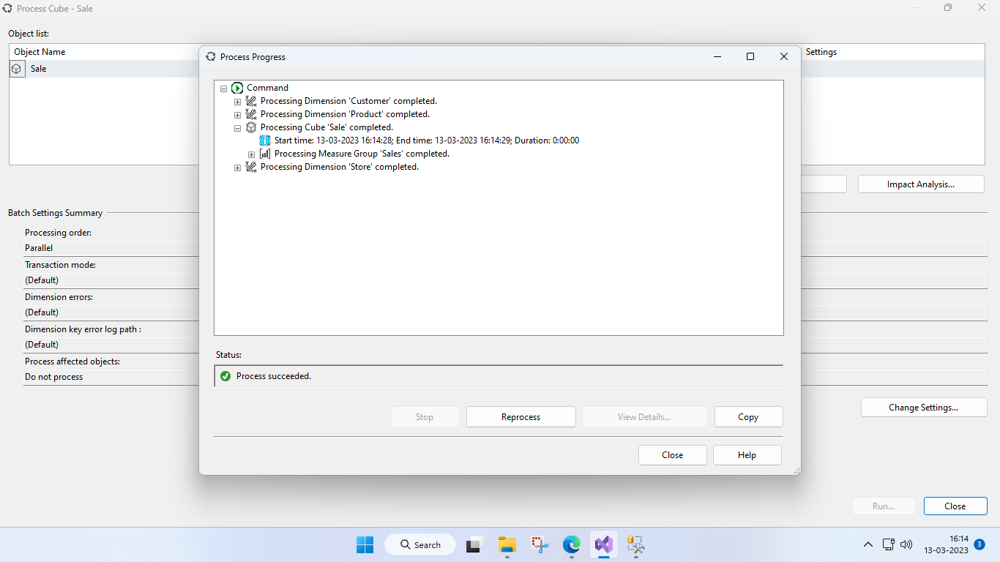 Process Cube - Sale
Object list:
Object Name
Settings
Sale
Process Progress
Command
Processing Dimension 'Customer' completed.
Processing Dimension 'Product' completed.
Processing Cube 'Sale' completed.
Start time: 13-03-2023 16:14:28; End time: 13-03-2023 16:14:29; Duration: 0:00:00
Processing Measure Group 'Sales' completed.
Processing Dimension 'Store' completed.
Status:
Process succeeded.
Stop
Reprocess
View Details...
Copy
Close
Help
Impact Analysis...
Batch Settings Summary
Processing order:
Parallel
Transaction mode:
(Default)
Dimension errors:
(Default)
Dimension key error log path :
(Default)
Process affected objects:
Do not process
Change Settings...
Run...
Close
Search
16:14
13-03-2023
3